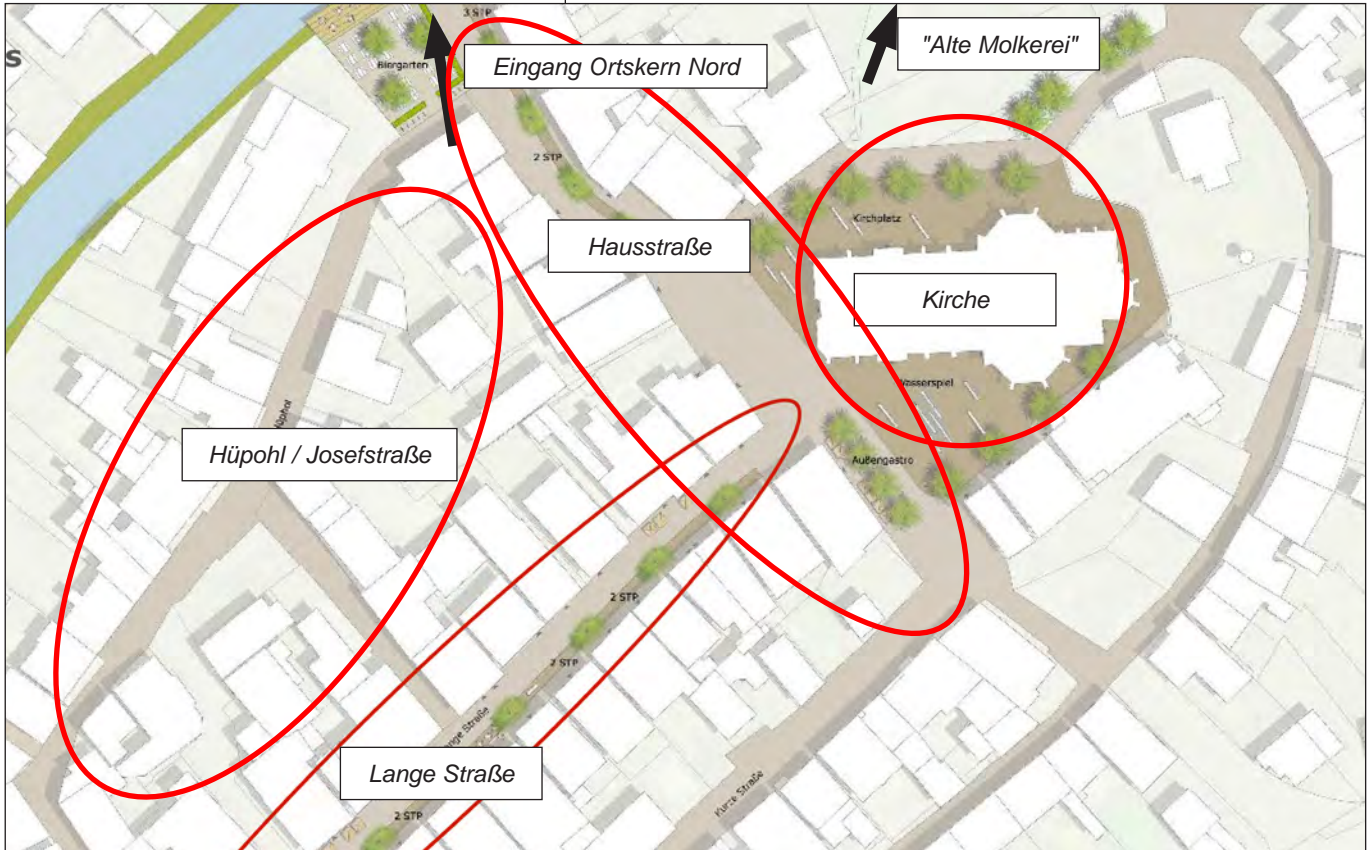 3 STP
"Alte Molkerei"
s
Biergarten
Eingang Ortskern Nord
2 STP
Kirchplatz
Hausstraße
Kirche
Wasserspiel
Hüpohl
Hüpohl / Josefstraße
Außengastro
2 STP
2 STP
Lange Straße
Lange Straße
Kurze Straße
2 STP